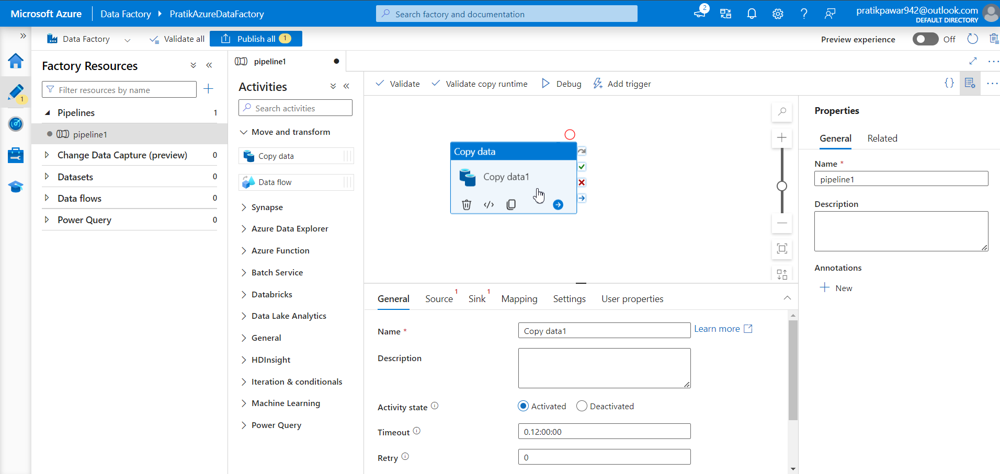 Microsoft Azure
Data Factory
PratikAzureDataFactory
Search factory and documentation
2
pratikpawar942@outlook.com
DEFAULT DIRECTORY
Data Factory
Validate all
Publish all
1
Preview experience
Off
1
Factory Resources
Filter resources by name
Pipelines
1
pipeline1
Change Data Capture (preview)
0
Datasets
0
Data flows
0
Power Query
0
pipeline1
Activities
Search activities
Move and transform
Copy data
Data flow
Synapse
Azure Data Explorer
Azure Function
Batch Service
Databricks
Data Lake Analytics
General
HDInsight
Iteration & conditionals
Machine Learning
Power Query
Validate
Validate copy runtime
Debug
Add trigger
{}
Copy data
Copy data1
General
Source 1
Sink 1
Mapping
Settings
User properties
Name *
Copy data1
Learn more
Description
Activity state
Activated
Deactivated
Timeout
0.12:00:00
Retry
0
Properties
General
Related
Name *
pipeline1
Description
Annotations
New